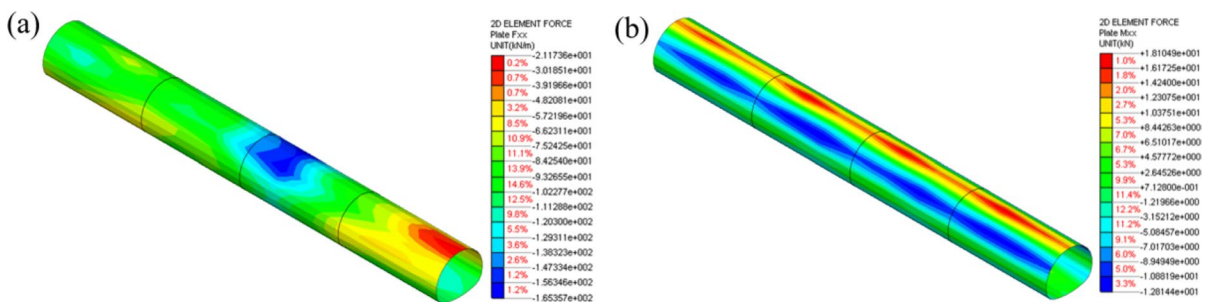 (a)
2D ELEMENT FORCE
Plate Fxx
UNIT(kN/m)
-2.11736e+001
0.2%
-3.01851e+001
0.7%
-3.91966e+001
0.7%
-4.82081e+001
3.2%
-5.72196e+001
8.5%
-6.62311e+001
10.9%
-7.52425e+001
11.1%
-8.42540e+001
13.9%
-9.32655e+001
14.6%
-1.02277e+002
12.5%
-1.11288e+002
9.8%
-1.20300e+002
5.5%
-1.29311e+002
3.6%
-1.38323e+002
2.6%
-1.47334e+002
1.2%
-1.56346e+002
1.2%
-1.65357e+002
(b)
2D ELEMENT FORCE
Plate Mxx
UNIT(kN)
+1.81049e+001
1.0%
+1.61725e+001
1.8%
+1.42400e+001
2.0%
+1.23075e+001
2.7%
+1.03751e+001
5.3%
+8.44263e+000
7.0%
+6.51017e+000
6.7%
+4.57772e+000
5.3%
+2.64526e+000
9.9%
+7.12800e-001
11.4%
-1.21966e+000
12.2%
-3.15212e+000
11.2%
-5.08457e+000
9.1%
-7.01703e+000
6.0%
-8.94949e+000
5.0%
-1.08819e+001
3.3%
-1.28144e+001